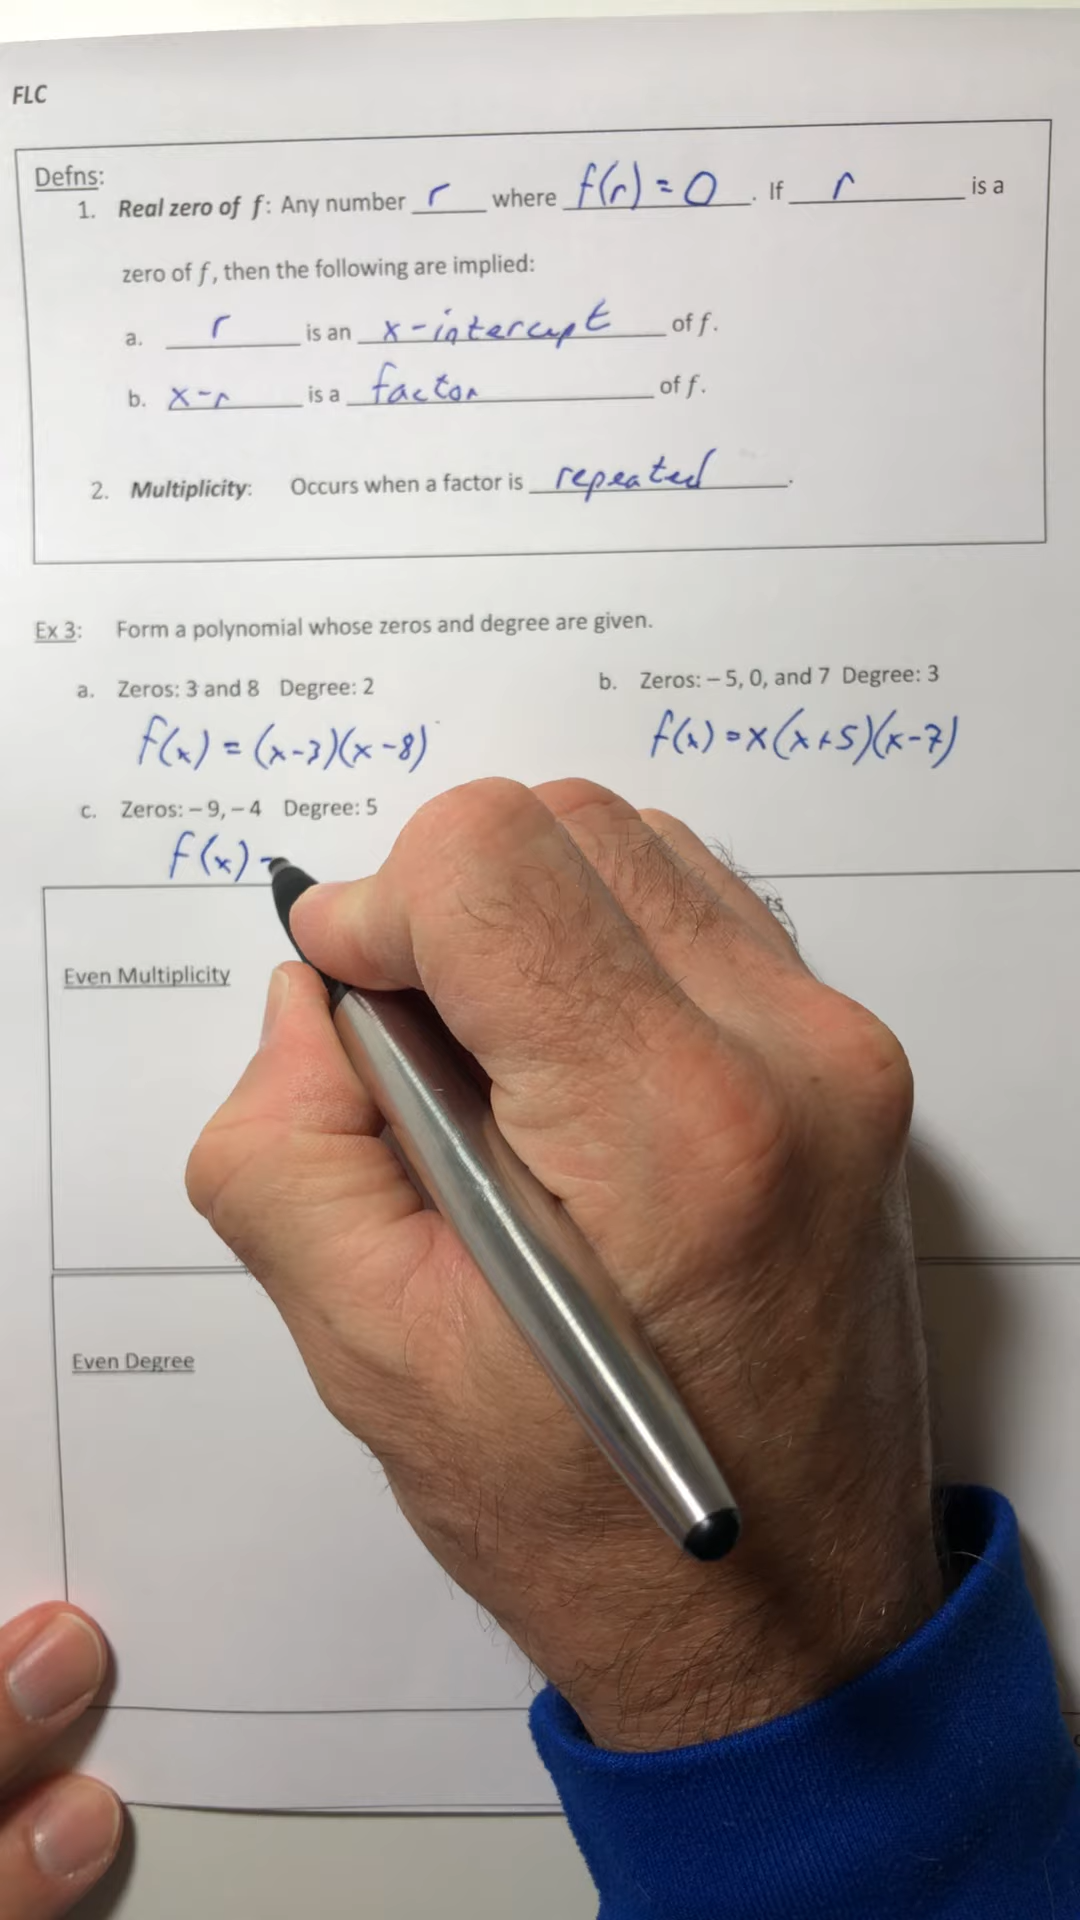 FLC
Defns:
1. Real zero of f: Any number r where f(r) = 0. If r is a
zero of f, then the following are implied:
a. r is an x-intercept of f.
b. x-r is a factor of f.
2. Multiplicity: Occurs when a factor is repeated.
Ex 3: Form a polynomial whose zeros and degree are given.
a. Zeros: 3 and 8 Degree: 2
f(x) = (x-3)(x-8)
b. Zeros: – 5, 0, and 7 Degree: 3
f(x) = x(x+5)(x-7)
c. Zeros: – 9, – 4 Degree: 5
f(x) -
Even Multiplicity
Even Degree